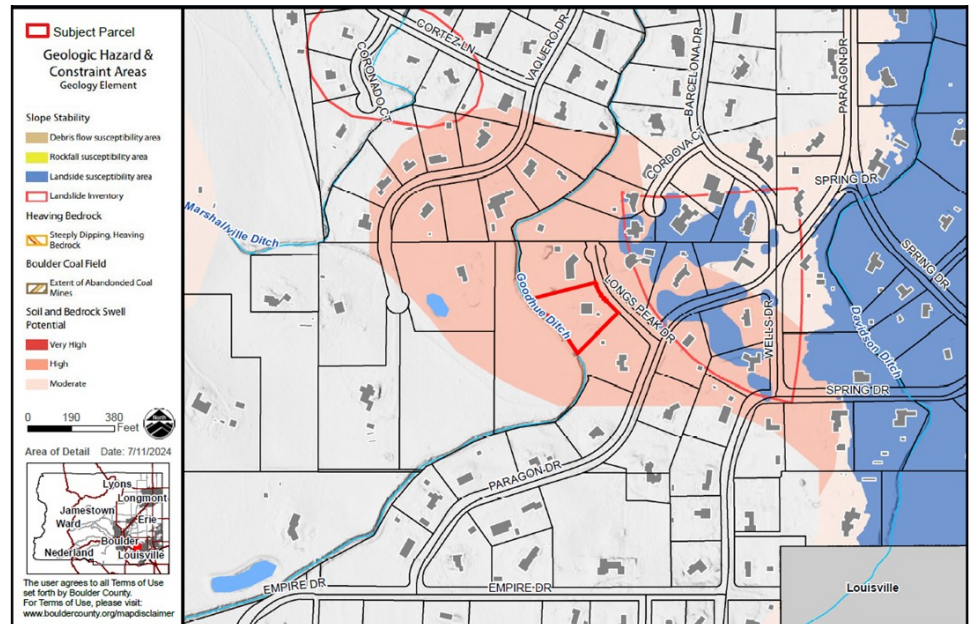 Subject Parcel
Geologic Hazard &
Constraint Areas
Geology Element
Slope Stability
Debris flow susceptibility area
Rockfall susceptibility area
Landside susceptibility area
Landslide Inventory
Heaving Bedrock
Steeply Dipping, Heaving
Bedrock
Boulder Coal Field
Extent of Abandoned Coal
Mines
Soil and Bedrock Swell
Potential
Very High
High
Moderate
0 190 380
Feet
North
Area of Detail Date: 7/11/2024
Lyons
Longmont
Jamestown
Ward
Erie
Boulder
Nederland
Louisville
The user agrees to all Terms of Use
set forth by Boulder County.
For Terms of Use, please visit:
www.bouldercounty.org/mapdisclaimer
CORTEZ LN
CORONADO CT
VAQUERO DR
BARCELONA DR
PARAGON DR
CORDOVA CT
SPRING DR
SPRING DR
Marshallville Ditch
Goodhue Ditch
LONGS PEAK DR
WELLS DR
Davidson Ditch
SPRING DR
PARAGON DR
EMPIRE DR
EMPIRE DR
Louisville